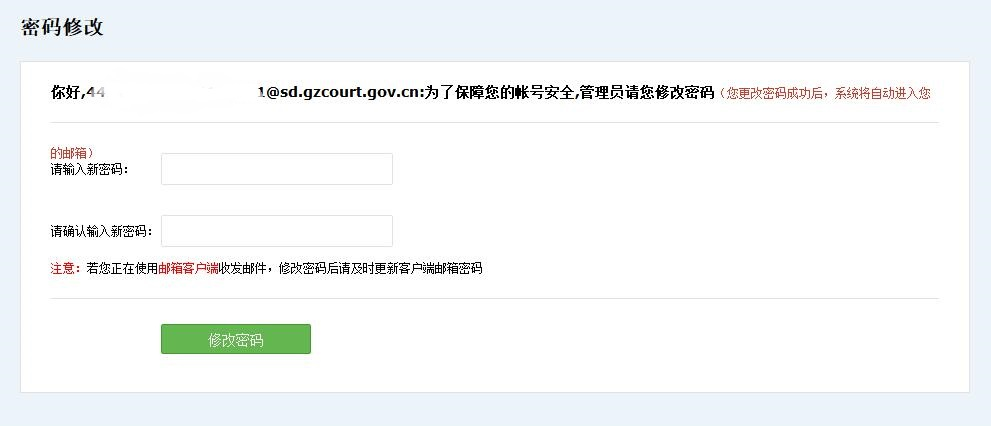 密码修改
你好,44 1@sd.gzcourt.gov.cn:为了保障您的帐号安全,管理员请您修改密码（您更改密码成功后，系统将自动进入您
的邮箱）
请输入新密码：
请确认输入新密码：
注意：若您正在使用邮箱客户端收发邮件，修改密码后请及时更新客户端邮箱密码
修改密码